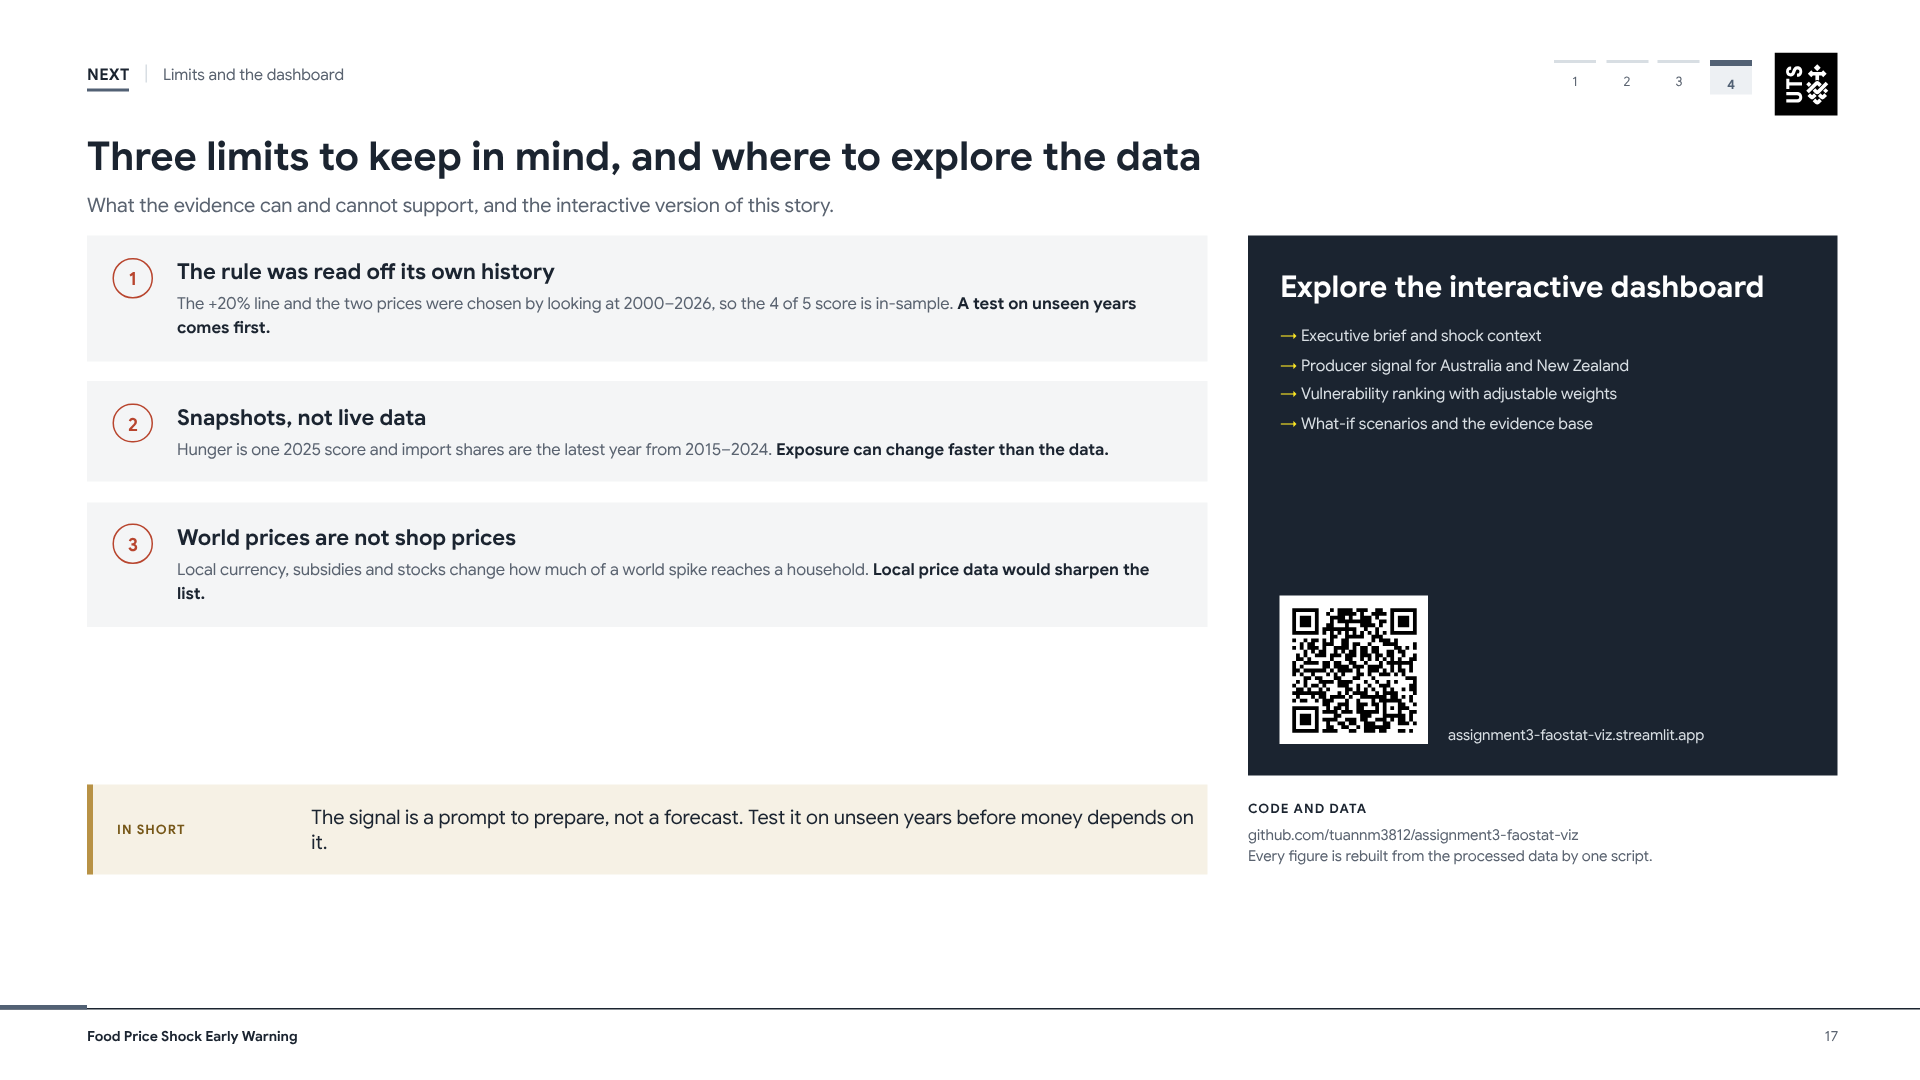 NEXT
Limits and the dashboard
1
2
3
4
UTS
Three limits to keep in mind, and where to explore the data
What the evidence can and cannot support, and the interactive version of this story.
1
The rule was read off its own history
The +20% line and the two prices were chosen by looking at 2000–2026, so the 4 of 5 score is in-sample. A test on unseen years
comes first.
2
Snapshots, not live data
Hunger is one 2025 score and import shares are the latest year from 2015–2024. Exposure can change faster than the data.
3
World prices are not shop prices
Local currency, subsidies and stocks change how much of a world spike reaches a household. Local price data would sharpen the
list.
IN SHORT
The signal is a prompt to prepare, not a forecast. Test it on unseen years before money depends on
it.
Explore the interactive dashboard
→ Executive brief and shock context
→ Producer signal for Australia and New Zealand
→ Vulnerability ranking with adjustable weights
→ What-if scenarios and the evidence base
assignment3-faostat-viz.streamlit.app
CODE AND DATA
github.com/tuannm3812/assignment3-faostat-viz
Every figure is rebuilt from the processed data by one script.
Food Price Shock Early Warning
17